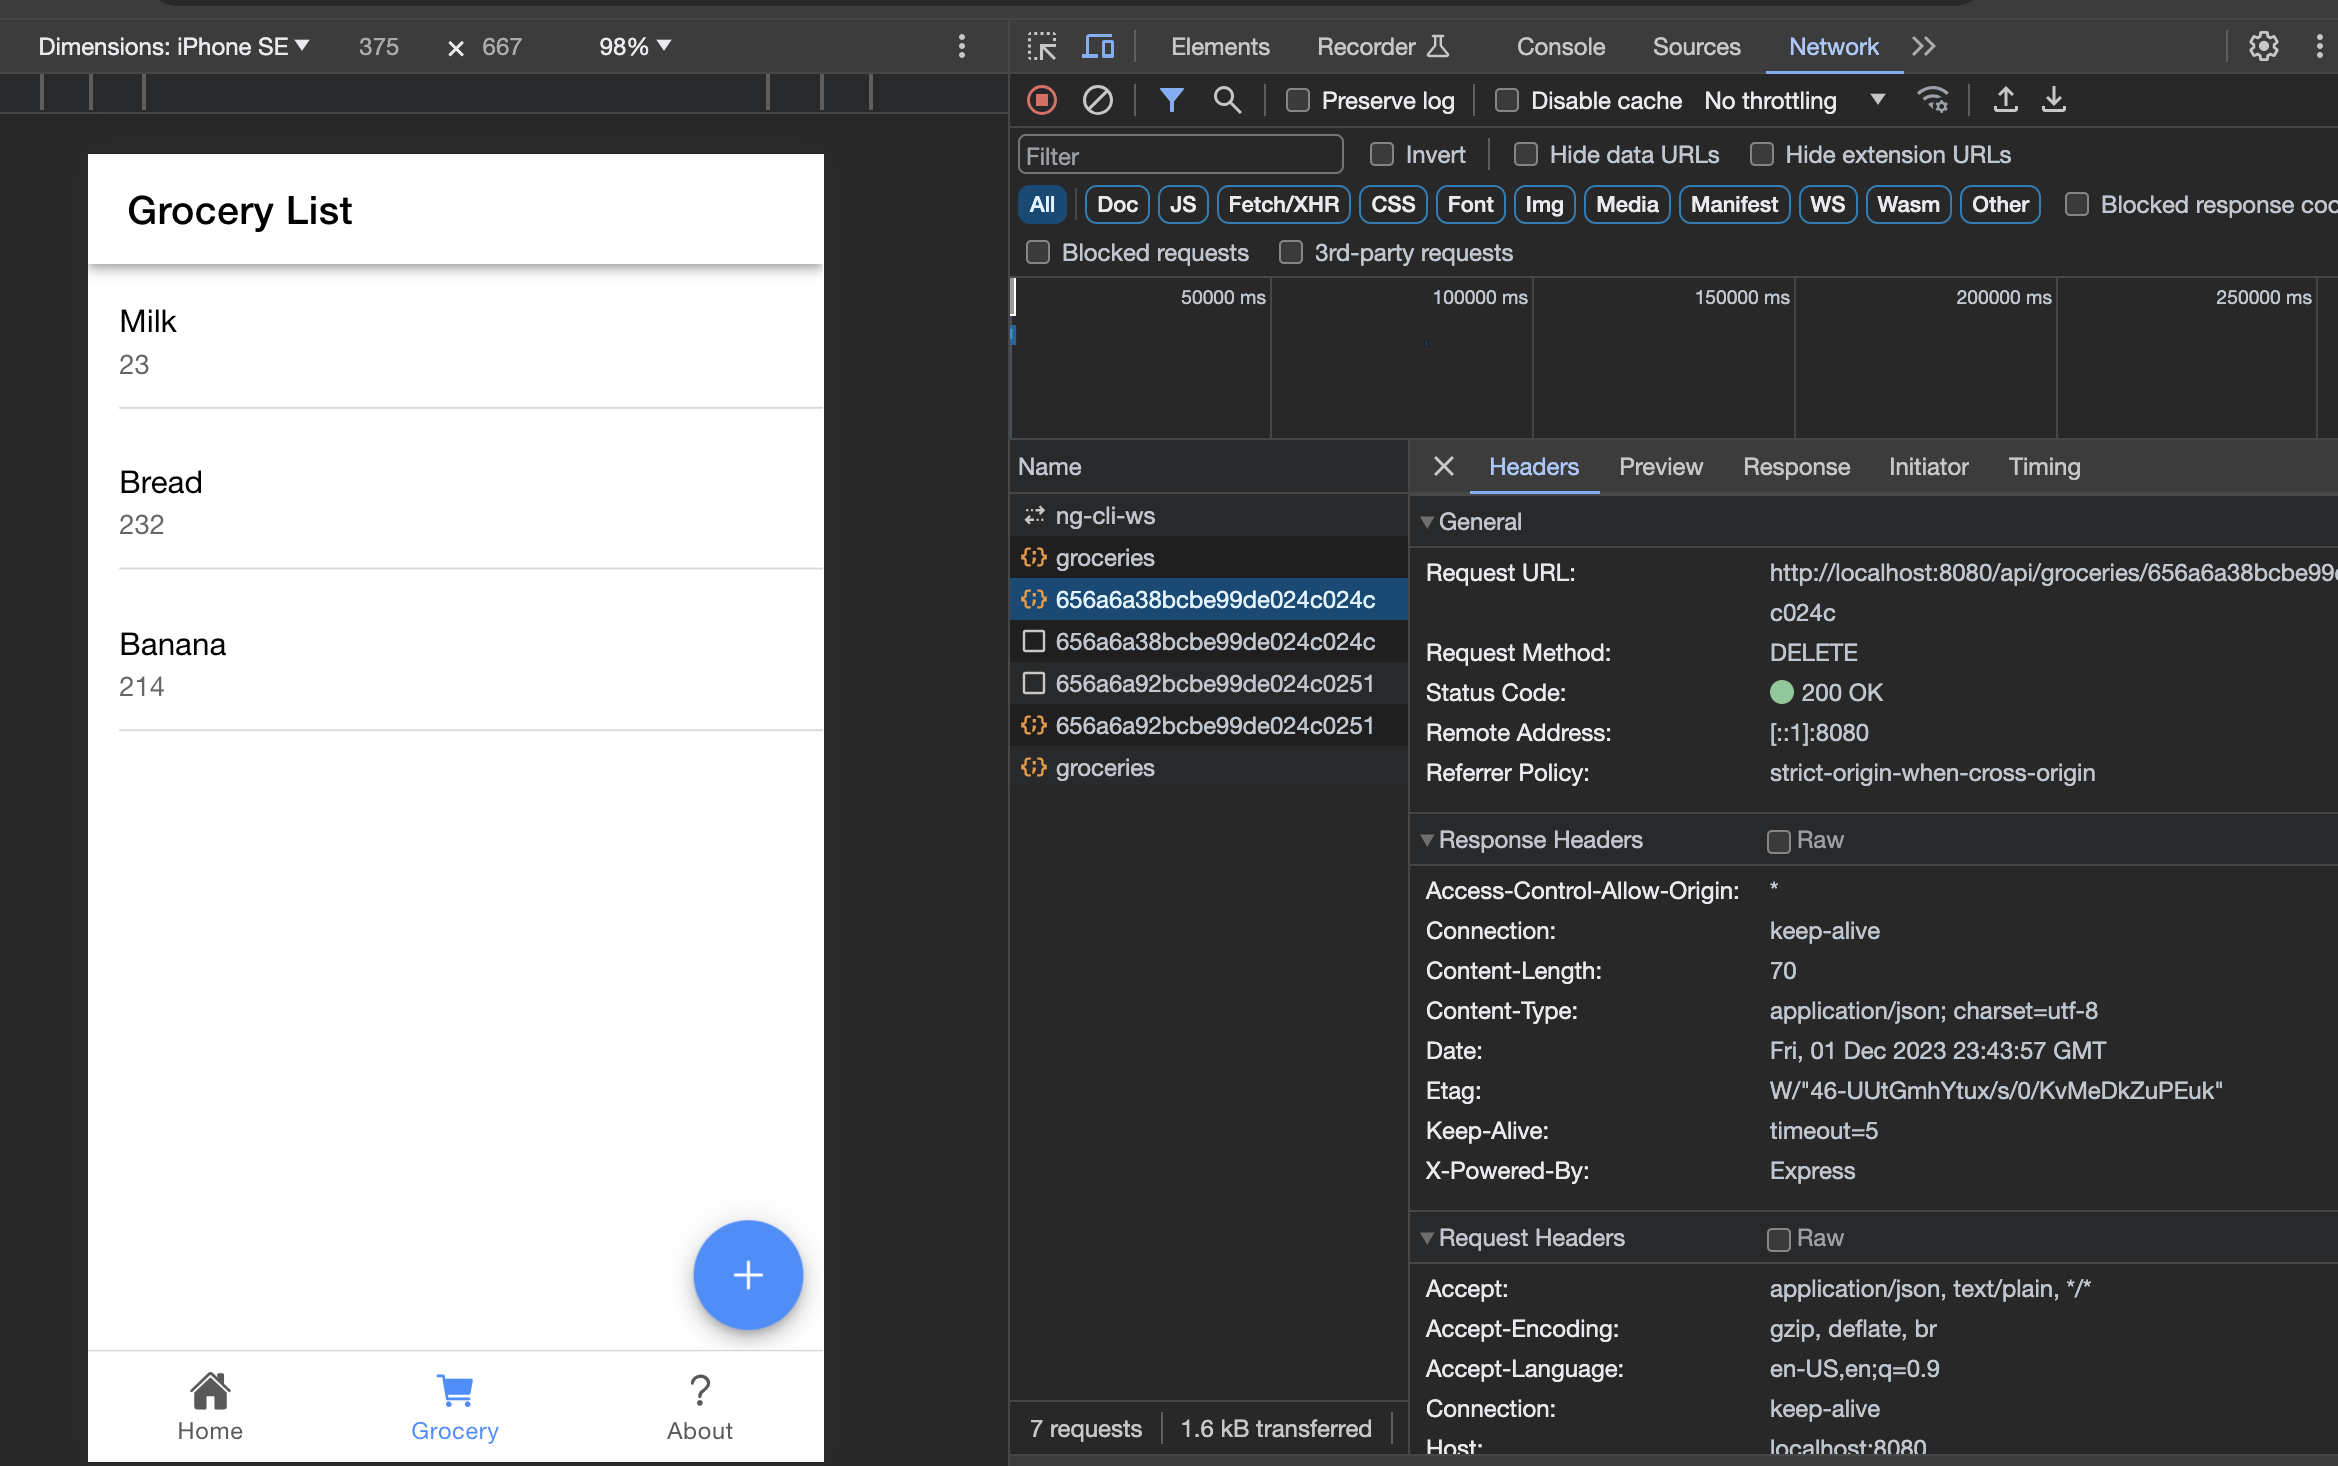 Dimensions: iPhone SE 375 × 667 98%
Grocery List
Milk
23
Bread
232
Banana
214
Home
Grocery
About
Elements Recorder Console Sources Network
Preserve log Disable cache No throttling
Filter Invert Hide data URLs Hide extension URLs
All Doc JS Fetch/XHR CSS Font Img Media Manifest WS Wasm Other Blocked response coo
Blocked requests 3rd-party requests
50000 ms 100000 ms 150000 ms 200000 ms 250000 ms
Name
ng-cli-ws
groceries
656a6a38bcbe99de024c024c
656a6a38bcbe99de024c024c
656a6a92bcbe99de024c0251
656a6a92bcbe99de024c0251
groceries
7 requests 1.6 kB transferred
Headers Preview Response Initiator Timing
General
Request URL: http://localhost:8080/api/groceries/656a6a38bcbe99
c024c
Request Method: DELETE
Status Code: 200 OK
Remote Address: [::1]:8080
Referrer Policy: strict-origin-when-cross-origin
Response Headers Raw
Access-Control-Allow-Origin: *
Connection: keep-alive
Content-Length: 70
Content-Type: application/json; charset=utf-8
Date: Fri, 01 Dec 2023 23:43:57 GMT
Etag: W/"46-UUtGmhYtux/s/0/KvMeDkZuPEuk"
Keep-Alive: timeout=5
X-Powered-By: Express
Request Headers Raw
Accept: application/json, text/plain, */*
Accept-Encoding: gzip, deflate, br
Accept-Language: en-US,en;q=0.9
Connection: keep-alive
Host: localhost:8080